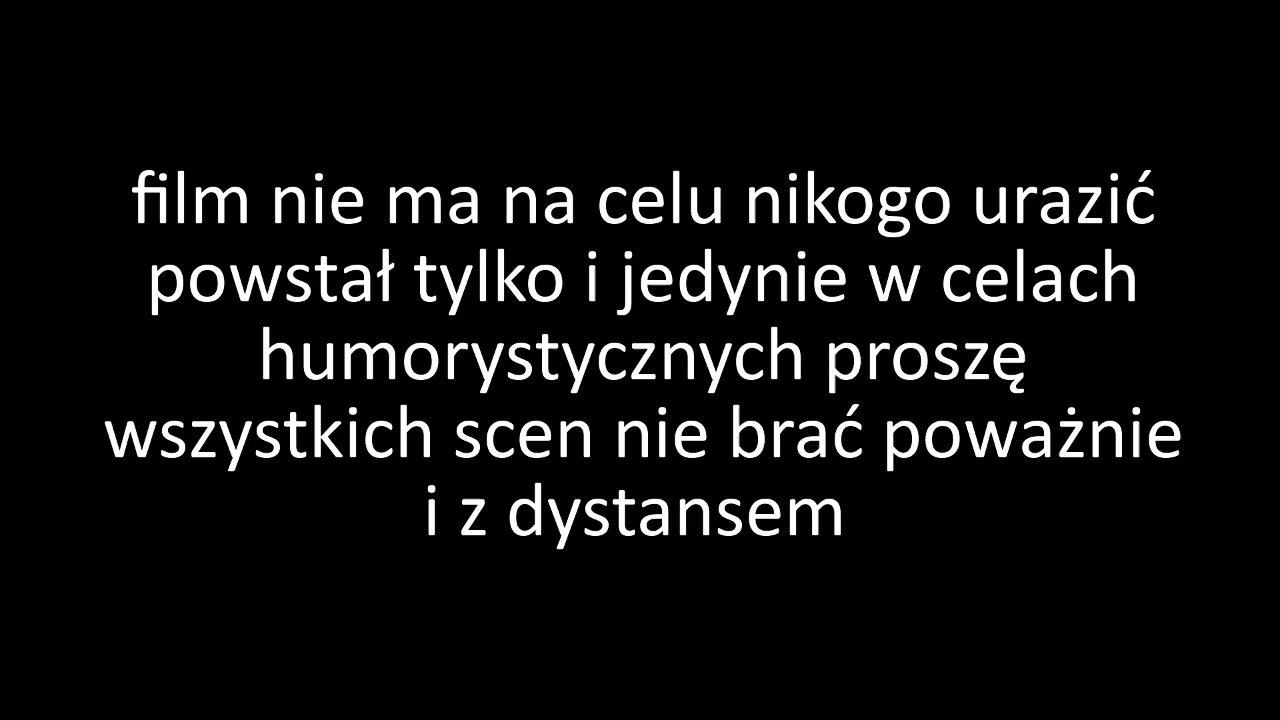 film nie ma na celu nikogo urazić
powstał tylko i jedynie w celach
humorystycznych proszę
wszystkich scen nie brać poważnie
i z dystansem